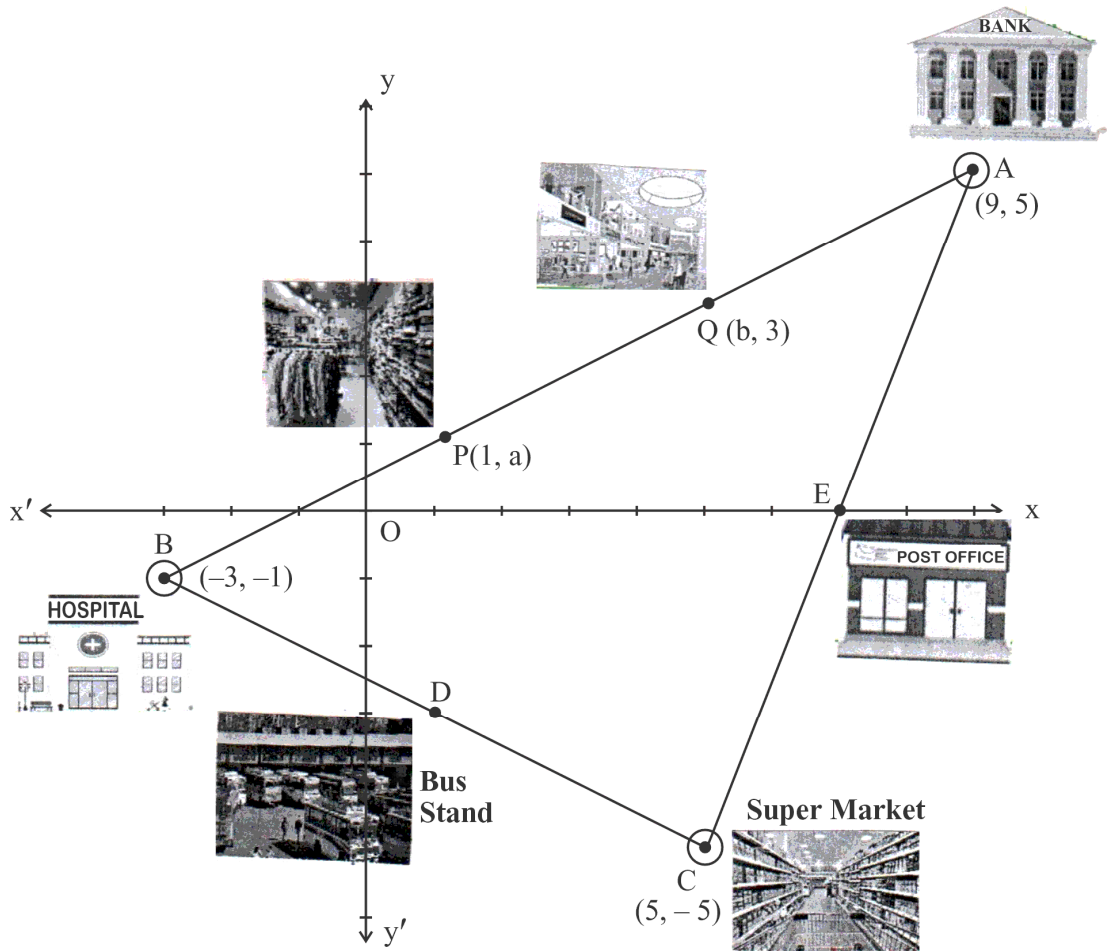 BANK
y
A
(9, 5)
Q (b, 3)
P(1, a)
E
x′
x
O
B
(–3, –1)
POST OFFICE
HOSPITAL
D
Bus
Stand
Super Market
C
(5, – 5)
y′